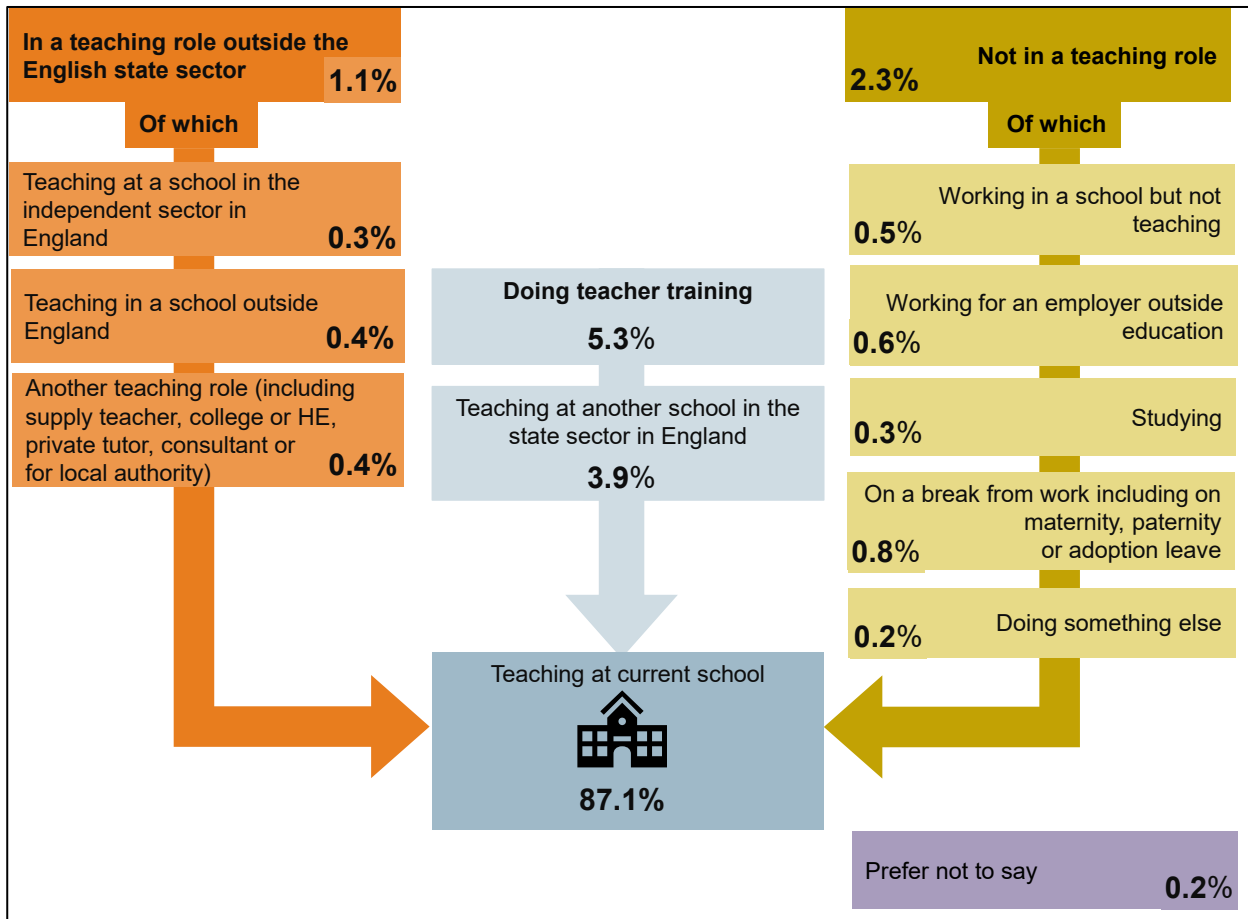 In a teaching role outside the
English state sector
1.1%
Of which
Teaching at a school in the
independent sector in
England
0.3%
Teaching in a school outside
England
0.4%
Another teaching role (including
supply teacher, college or HE,
private tutor, consultant or
for local authority)
0.4%
Doing teacher training
5.3%
Teaching at another school in the
state sector in England
3.9%
Teaching at current school
87.1%
Not in a teaching role
2.3%
Of which
Working in a school but not
teaching
0.5%
Working for an employer outside
education
0.6%
Studying
0.3%
On a break from work including on
maternity, paternity
or adoption leave
0.8%
Doing something else
0.2%
Prefer not to say
0.2%